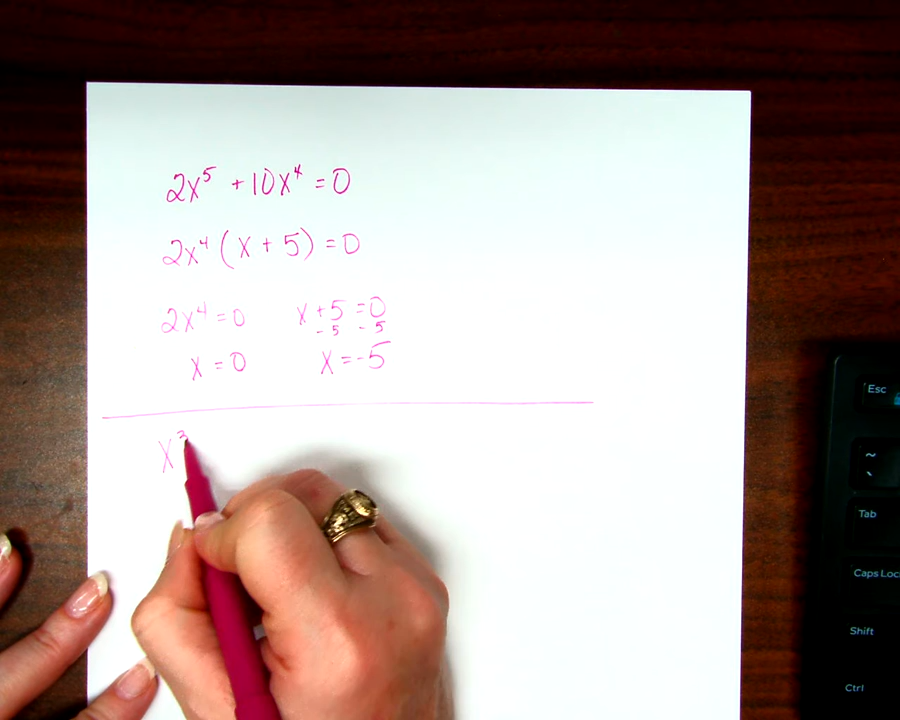 2x⁵ + 10x⁴ = 0
2x⁴ (x + 5) = 0
2x⁴ = 0 x + 5 = 0
-5 -5
x = 0 x = -5
x³
Esc
~
Tab
Caps Loc
Shift
Ctrl